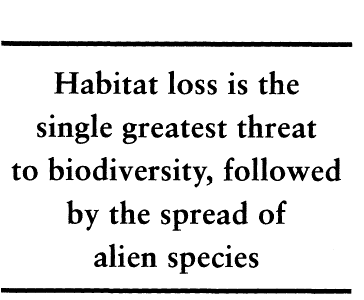 Habitat loss is the
single greatest threat
to biodiversity, followed
by the spread of
alien species